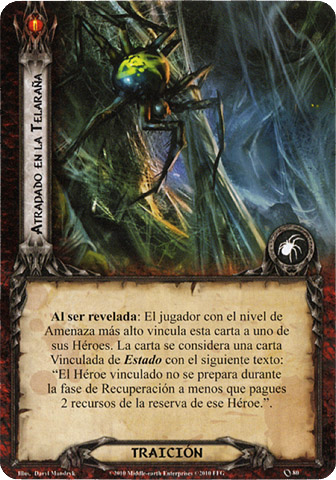 ATRAPADO EN LA TELARAÑA
Al ser revelada: El jugador con el nivel de
Amenaza más alto vincula esta carta a uno de
sus Héroes. La carta se considera una carta
Vinculada de Estado con el siguiente texto:
“El Héroe vinculado no se prepara durante
la fase de Recuperación a menos que pagues
2 recursos de la reserva de ese Héroe.”.
TRAICIÓN
Illus. Daryl Mandryk ©2010 Middle-earth Enterprises ©2010 FFG 80